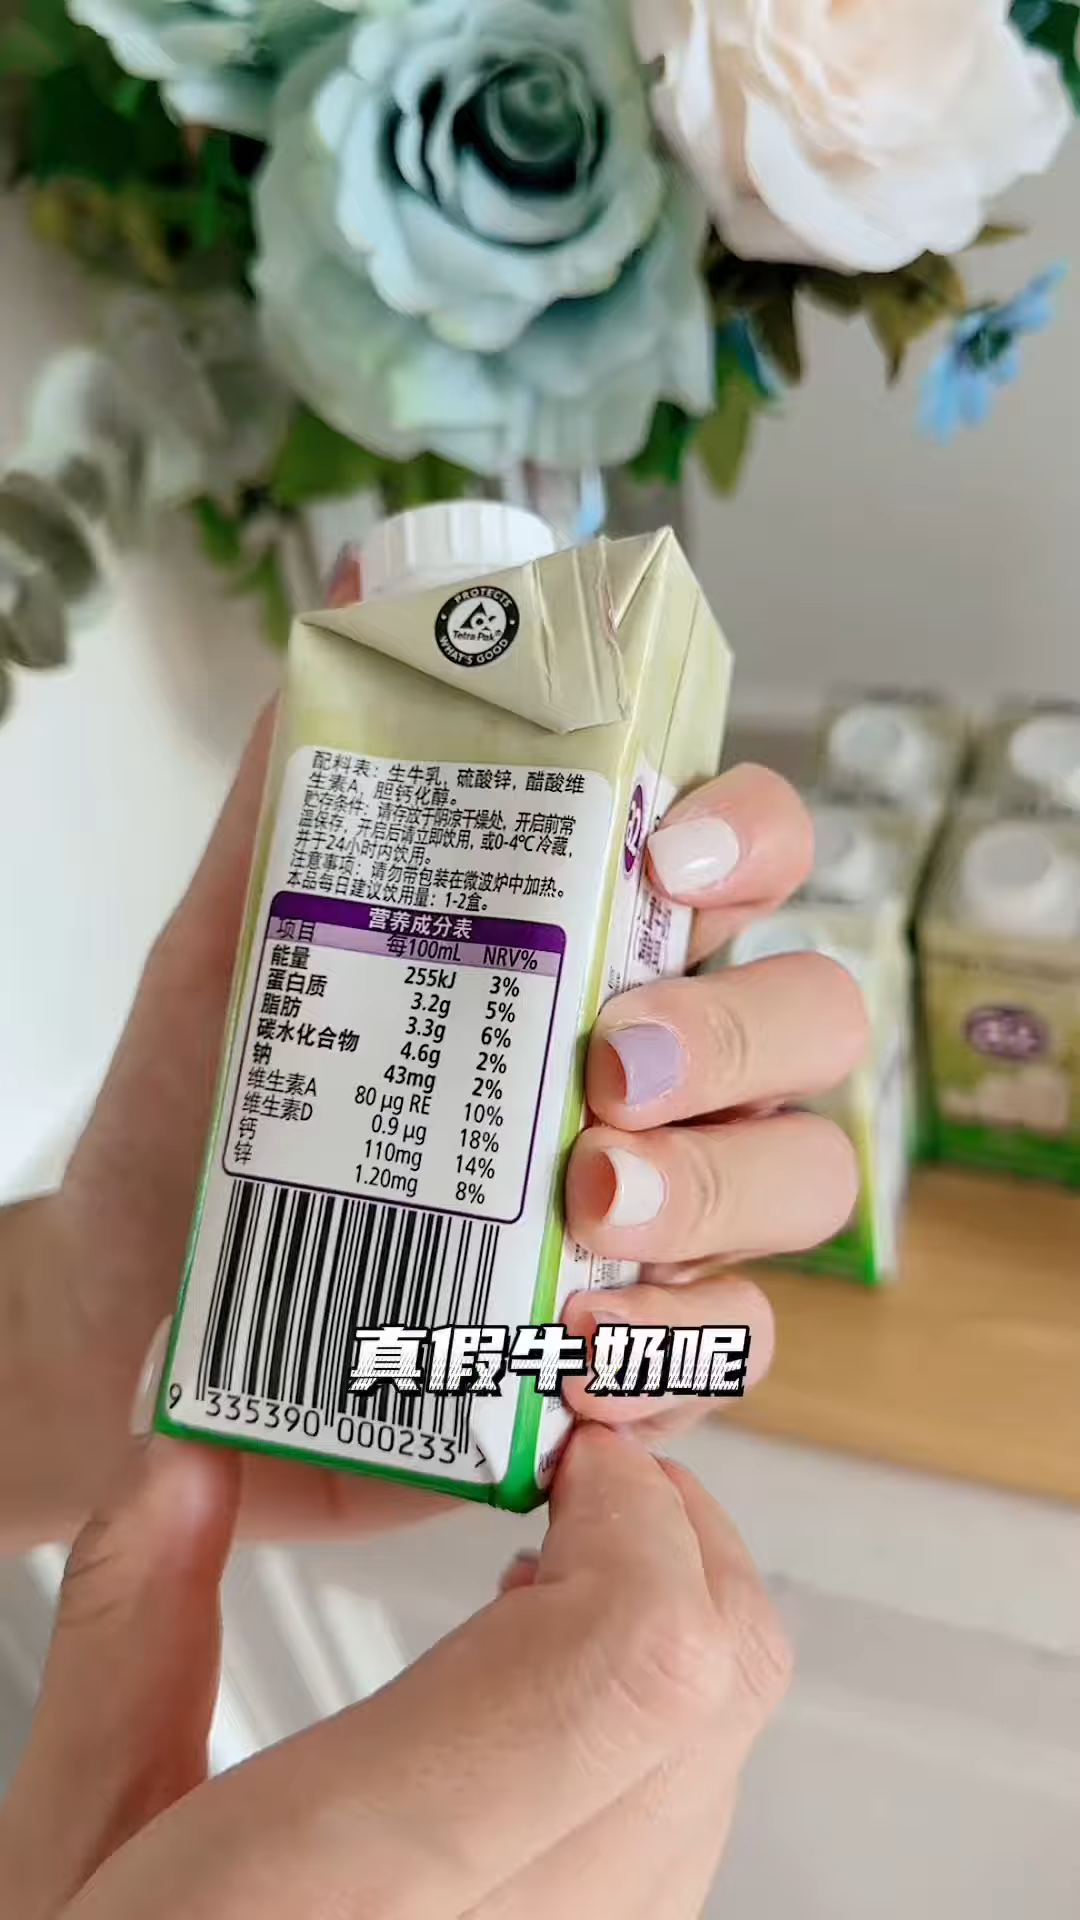 PROTECTS
Tetra Pak
WHAT'S GOOD
配料表：生牛乳，硫酸锌，醋酸维
生素A，胆钙化醇。
贮存条件：请存放于阴凉干燥处，开启前常
温保存，开启后请立即饮用，或0-4℃冷藏，
并于24小时内饮用。
注意事项：请勿带包装在微波炉中加热。
本品每日建议饮用量：1-2盒。
营养成分表
项目 每100mL NRV%
能量 255kJ 3%
蛋白质 3.2g 5%
脂肪 3.3g 6%
碳水化合物 4.6g 2%
钠 43mg 2%
维生素A 80 μg RE 10%
维生素D 0.9 μg 18%
钙 110mg 14%
锌 1.20mg 8%
9 335390 000233 >
真假牛奶呢